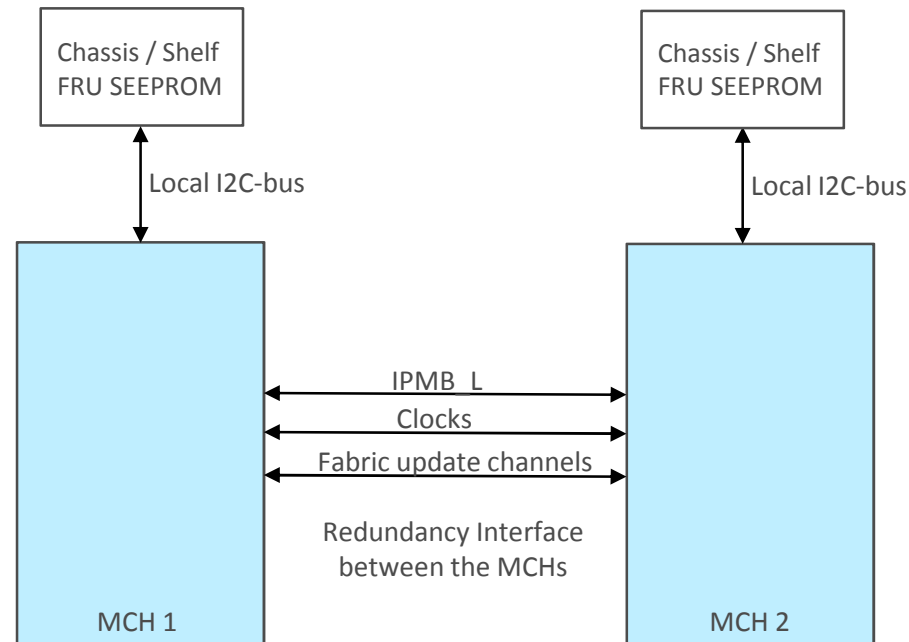 Chassis / Shelf
FRU SEEPROM
Chassis / Shelf
FRU SEEPROM
Local I2C-bus
Local I2C-bus
IPMB_L
Clocks
Fabric update channels
Redundancy Interface
between the MCHs
MCH 1
MCH 2